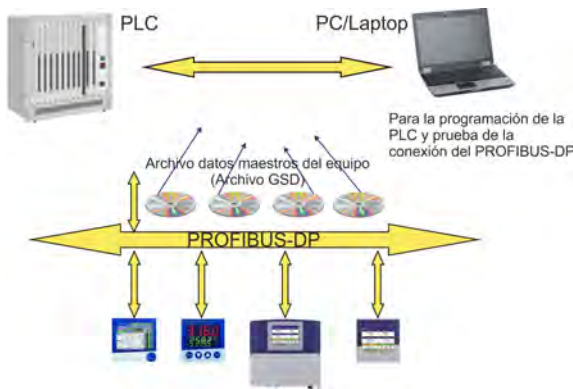 PLC
PC/Laptop
Para la programación de la
PLC y prueba de la
conexión del PROFIBUS-DP
Archivo datos maestros del equipo
(Archivo GSD)
PROFIBUS-DP